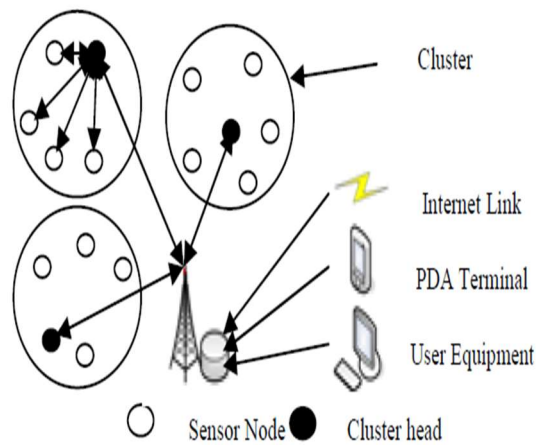 Cluster
Internet Link
PDA Terminal
User Equipment
Sensor Node
Cluster head